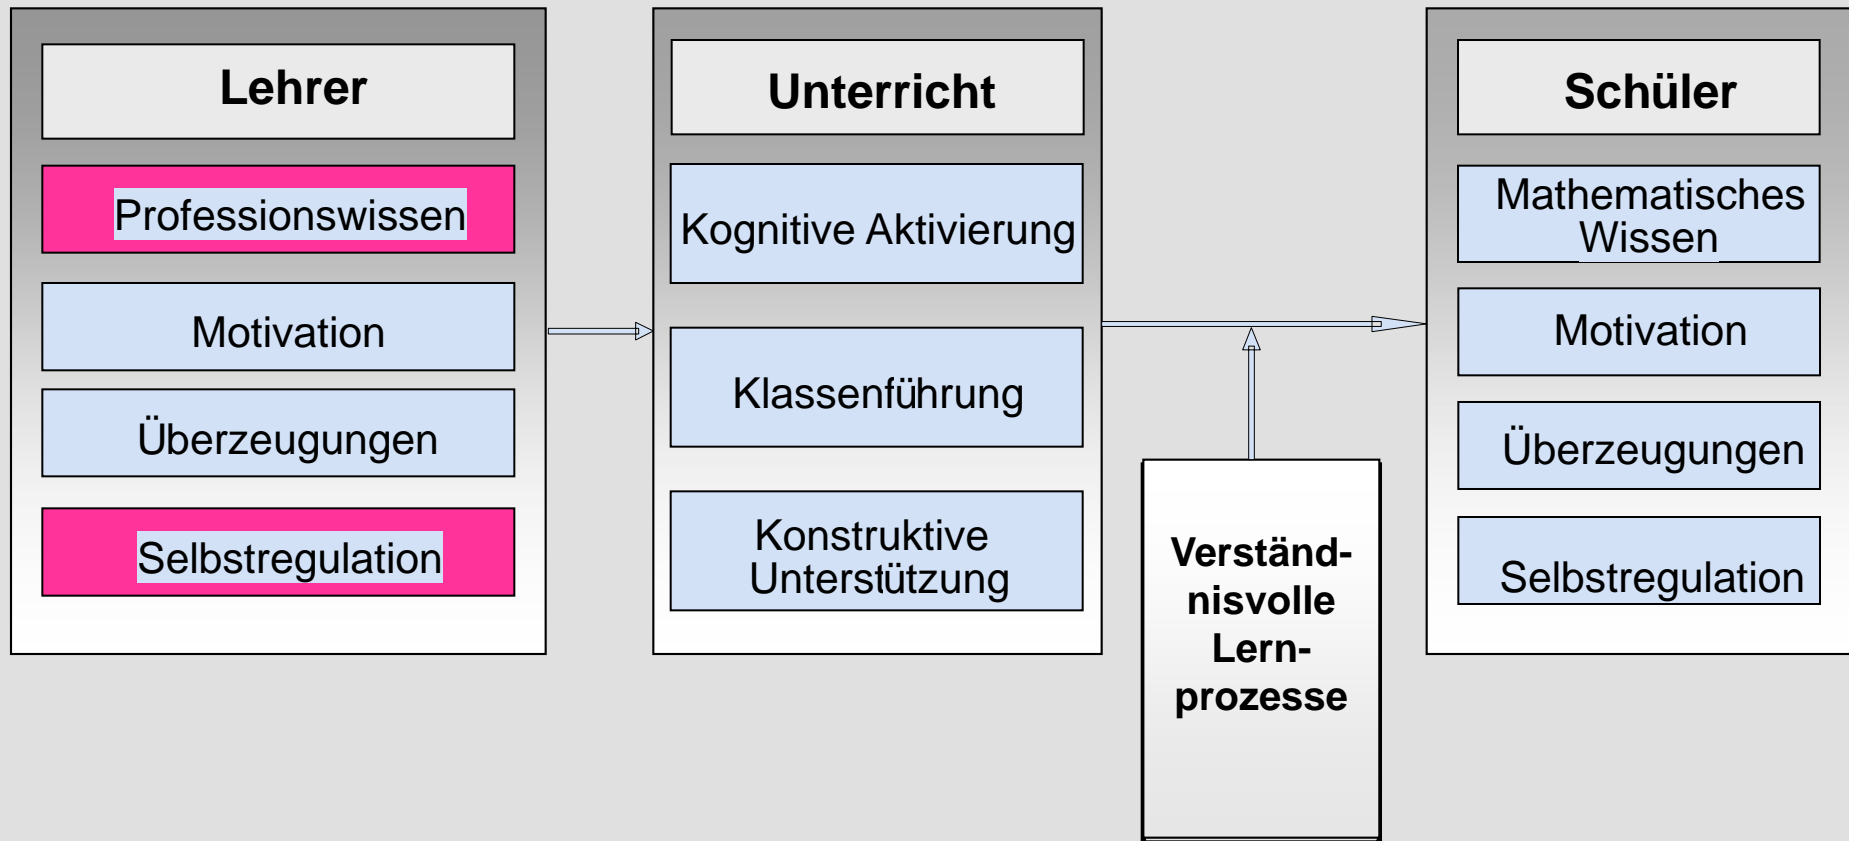 Lehrer
Professionswissen
Motivation
Überzeugungen
Selbstregulation
Unterricht
Kognitive Aktivierung
Klassenführung
Konstruktive
Unterstützung
Verständ-
nisvolle
Lern-
prozesse
Schüler
Mathematisches
Wissen
Motivation
Überzeugungen
Selbstregulation